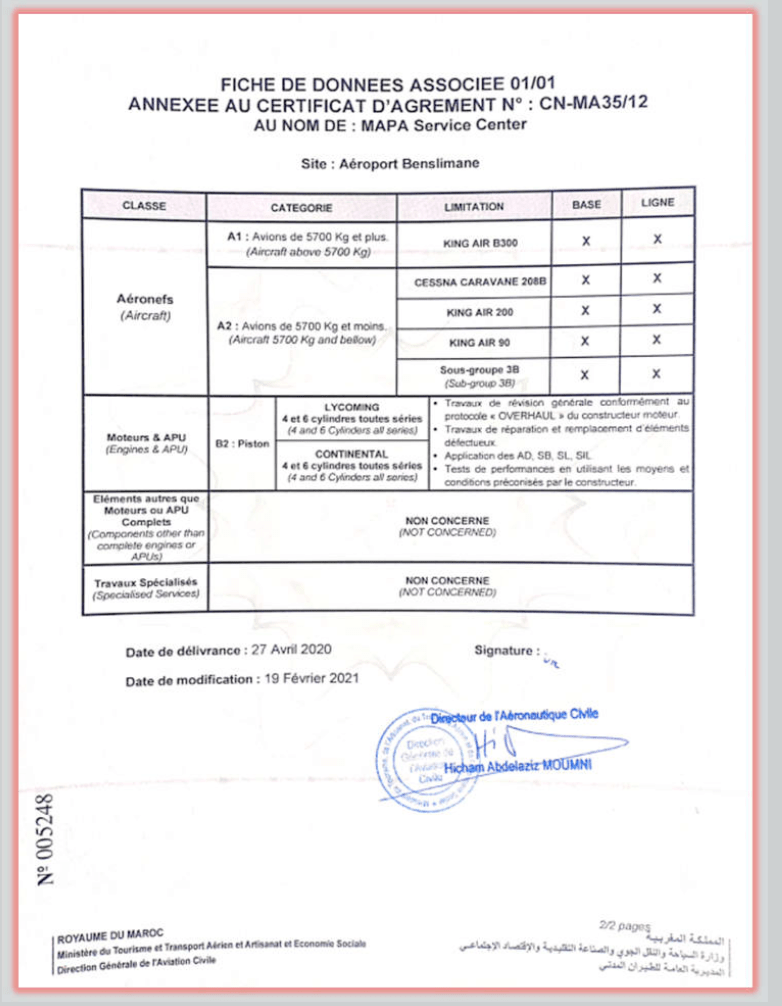 FICHE DE DONNEES ASSOCIEE 01/01
ANNEXEE AU CERTIFICAT D'AGREMENT N° : CN-MA35/12
AU NOM DE : MAPA Service Center
Site : Aéroport Benslimane
CLASSE CATEGORIE LIMITATION BASE LIGNE
Aéronefs
(Aircraft)
A1 : Avions de 5700 Kg et plus.
(Aircraft above 5700 Kg)
KING AIR B300 X X
A2 : Avions de 5700 Kg et moins.
(Aircraft 5700 Kg and bellow)
CESSNA CARAVANE 208B X X
KING AIR 200 X X
KING AIR 90 X X
Sous-groupe 3B
(Sub-group 3B)
X X
Moteurs & APU
(Engines & APU)
B2 : Piston
LYCOMING
4 et 6 cylindres toutes séries
(4 and 6 Cylinders all series)
CONTINENTAL
4 et 6 cylindres toutes séries
(4 and 6 Cylinders all series)
• Travaux de révision générale conformément au
protocole « OVERHAUL » du constructeur moteur.
• Travaux de réparation et remplacement d'éléments
défectueux.
• Application des AD, SB, SL, SIL.
• Tests de performances en utilisant les moyens et
conditions préconisés par le constructeur.
Eléments autres que
Moteurs ou APU
Complets
(Components other than
complete engines or
APUs)
NON CONCERNE
(NOT CONCERNED)
Travaux Spécialisés
(Specialised Services)
NON CONCERNE
(NOT CONCERNED)
Date de délivrance : 27 Avril 2020
Signature :
Date de modification : 19 Février 2021
Directeur de l'Aéronautique Civile
Direction
Générale de
l'Aviation
Civile
Hicham Abdelaziz MOUMNI
N° 005248
2/2 pages
ROYAUME DU MAROC
Ministère du Tourisme et Transport Aérien et Artisanat et Economie Sociale
Direction Générale de l'Aviation Civile
المملكة المغربية
وزارة السياحة والنقل الجوي والصناعة التقليدية والإقتصاد الإجتماعي
المديرية العامة للطيران المدني